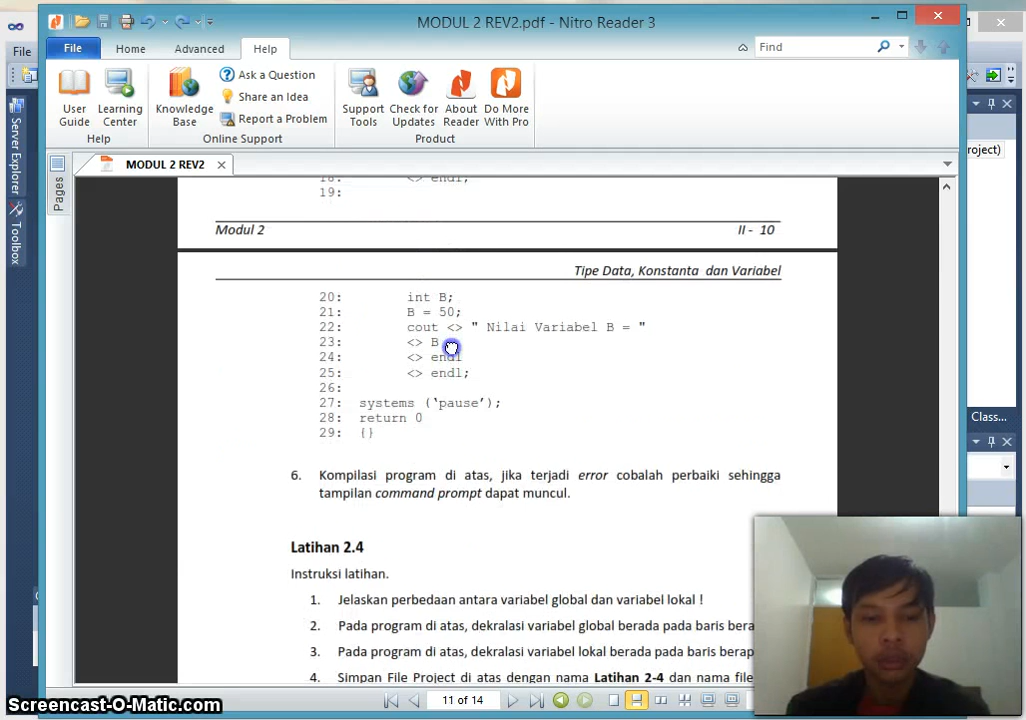 MODUL 2 REV2.pdf - Nitro Reader 3
File
File Home Advanced Help
Find
User Guide
Learning Center
Help
Knowledge Base
Ask a Question
Share an Idea
Report a Problem
Online Support
Support Tools
Check for Updates
About Reader
Do More With Pro
Product
roject)
MODUL 2 REV2
Server Explorer
Toolbox
Pages
18: <> endl;
19:
Modul 2 II - 10
Tipe Data, Konstanta dan Variabel
20: int B;
21: B = 50;
22: cout <> " Nilai Variabel B = "
23: <> B
24: <> endl
25: <> endl;
26:
27: systems (‘pause’);
28: return 0
29: {}
Class...
6. Kompilasi program di atas, jika terjadi error cobalah perbaiki sehingga
tampilan command prompt dapat muncul.
Latihan 2.4
Instruksi latihan.
1. Jelaskan perbedaan antara variabel global dan variabel lokal !
2. Pada program di atas, dekralasi variabel global berada pada baris bera
3. Pada program di atas, dekralasi variabel lokal berada pada baris berap
4. Simpan File Project di atas dengan nama Latihan 2-4 dan nama file
11 of 14
Screencast-O-Matic.com